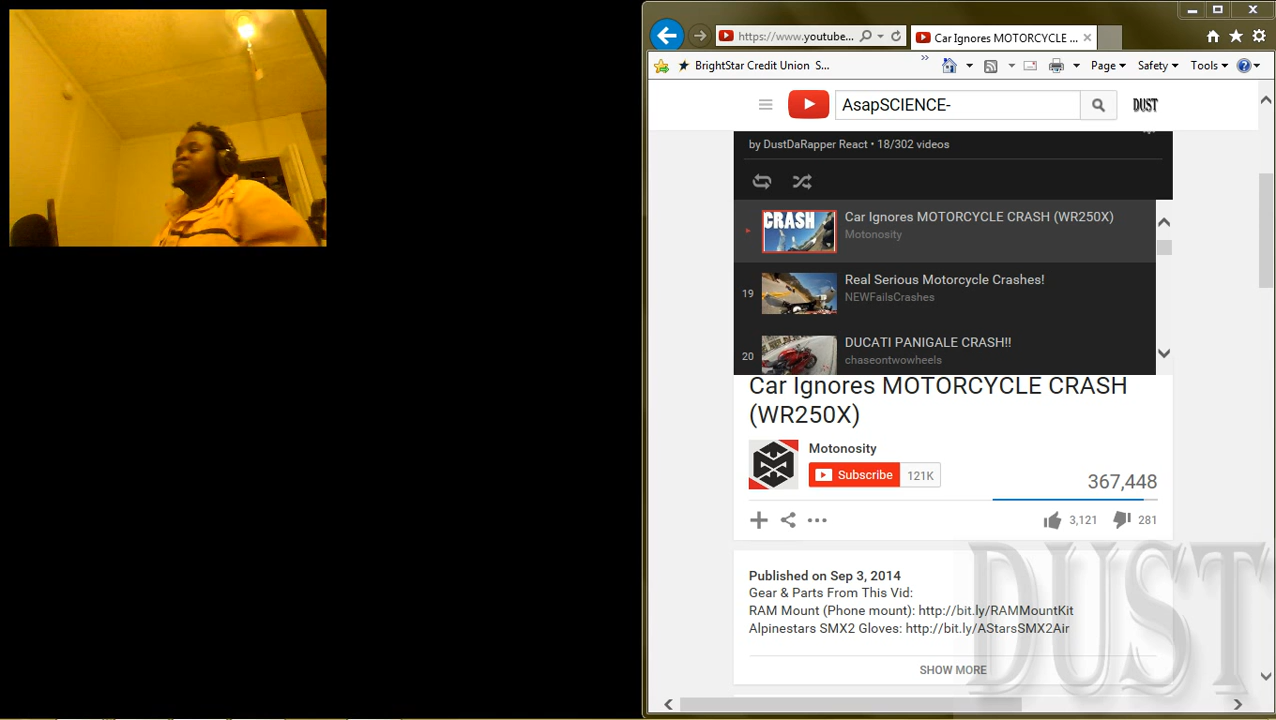 https://www.youtube...
Car Ignores MOTORCYCLE ...
BrightStar Credit Union S...
»
Page
Safety
Tools
AsapSCIENCE-
DUST
by DustDaRapper React • 18/302 videos
CRASH
Car Ignores MOTORCYCLE CRASH (WR250X)
Motonosity
19
Real Serious Motorcycle Crashes!
NEWFailsCrashes
20
DUCATI PANIGALE CRASH!!
chaseontwowheels
Car Ignores MOTORCYCLE CRASH
(WR250X)
Motonosity
Subscribe
121K
367,448
3,121
281
Published on Sep 3, 2014
Gear & Parts From This Vid:
RAM Mount (Phone mount): http://bit.ly/RAMMountKit
Alpinestars SMX2 Gloves: http://bit.ly/AStarsSMX2Air
SHOW MORE
DUST